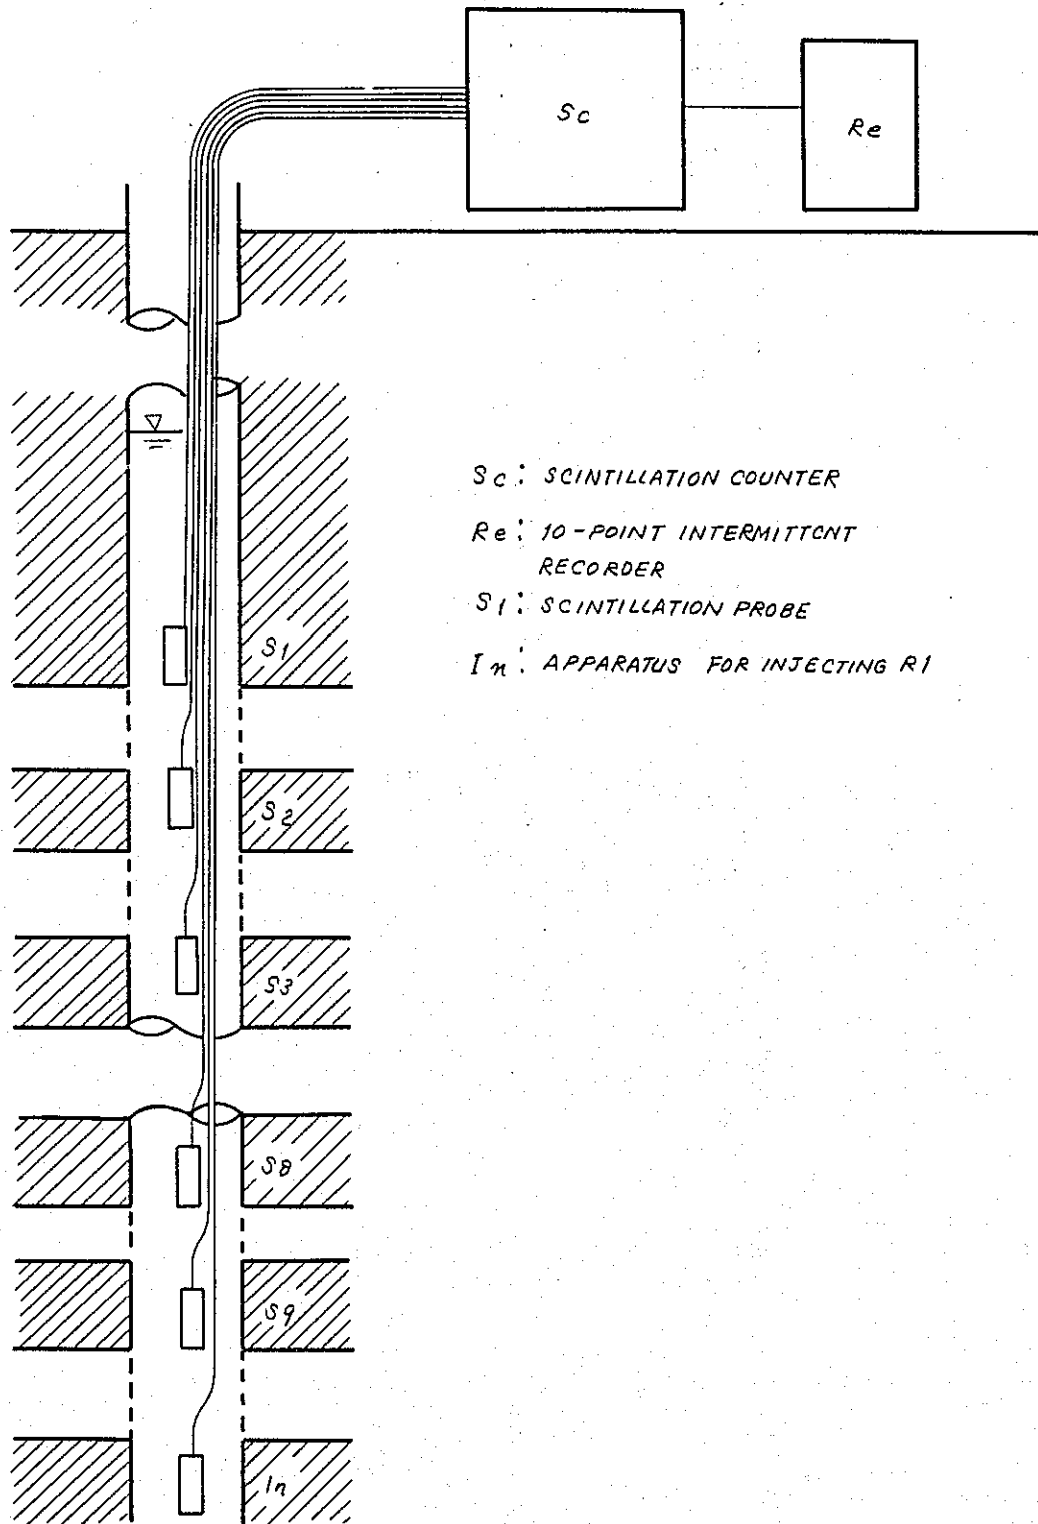 Sc
Re
Sc: SCINTILLATION COUNTER
Re: 10-POINT INTERMITTENT
RECORDER
S1: SCINTILLATION PROBE
In: APPARATUS FOR INJECTING RI
S1
S2
S3
S8
S9
In